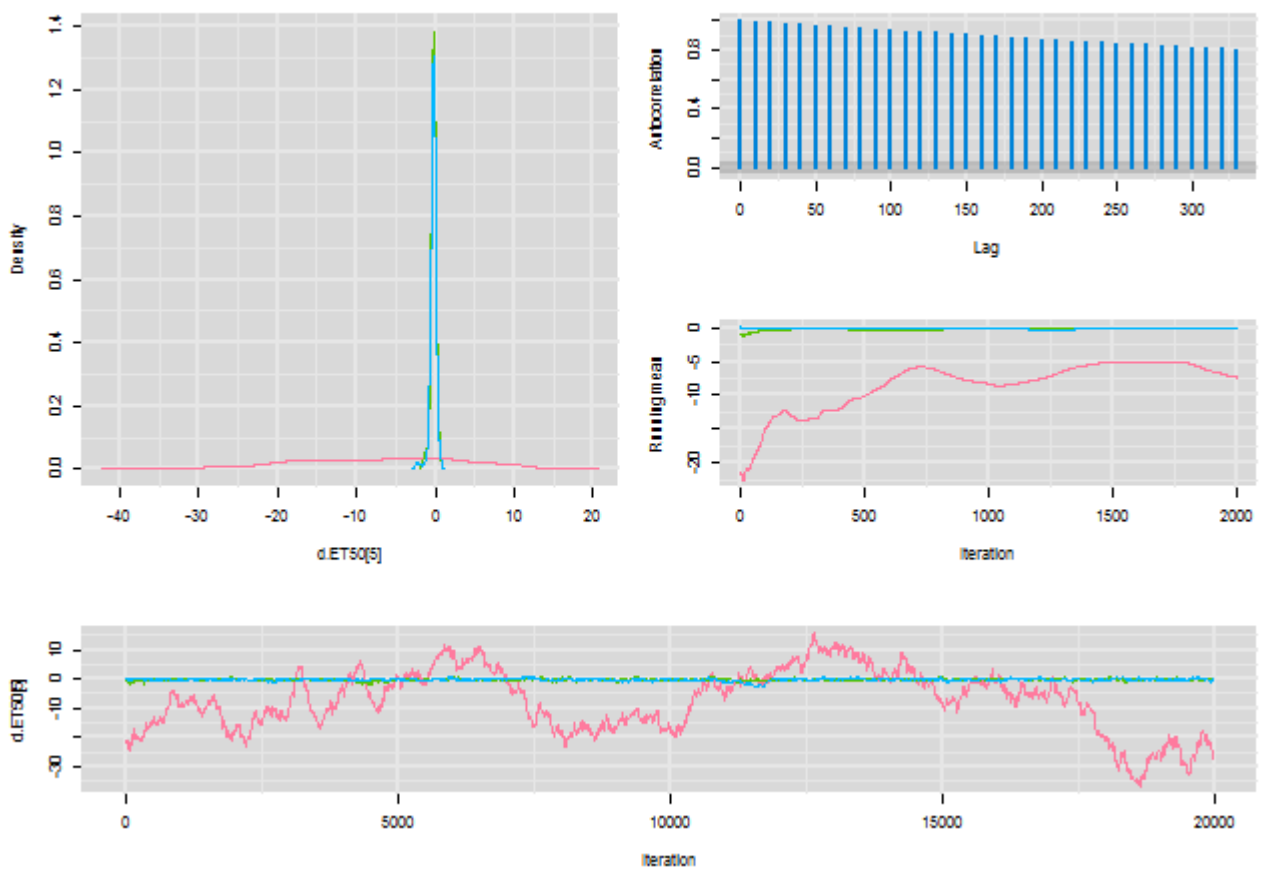 Density
0.0 0.2 0.4 0.6 0.8 1.0 1.2 1.4
-40 -30 -20 -10 0 10 20
d.ET50[5]
Autocorrelation
0.0 0.4 0.8
0 50 100 150 200 250 300
Lag
Running mean
-20 -10 -5 0
0 500 1000 1500 2000
Iteration
d.ET50[5]
-30 -10 0 10
0 5000 10000 15000 20000
Iteration